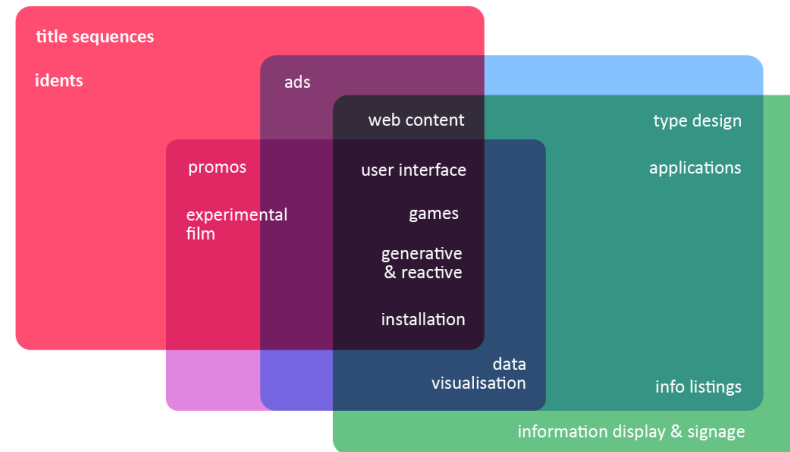 title sequences
idents
ads
web content
type design
promos
user interface
applications
experimental
film
games
generative
& reactive
installation
data
visualisation
info listings
information display & signage